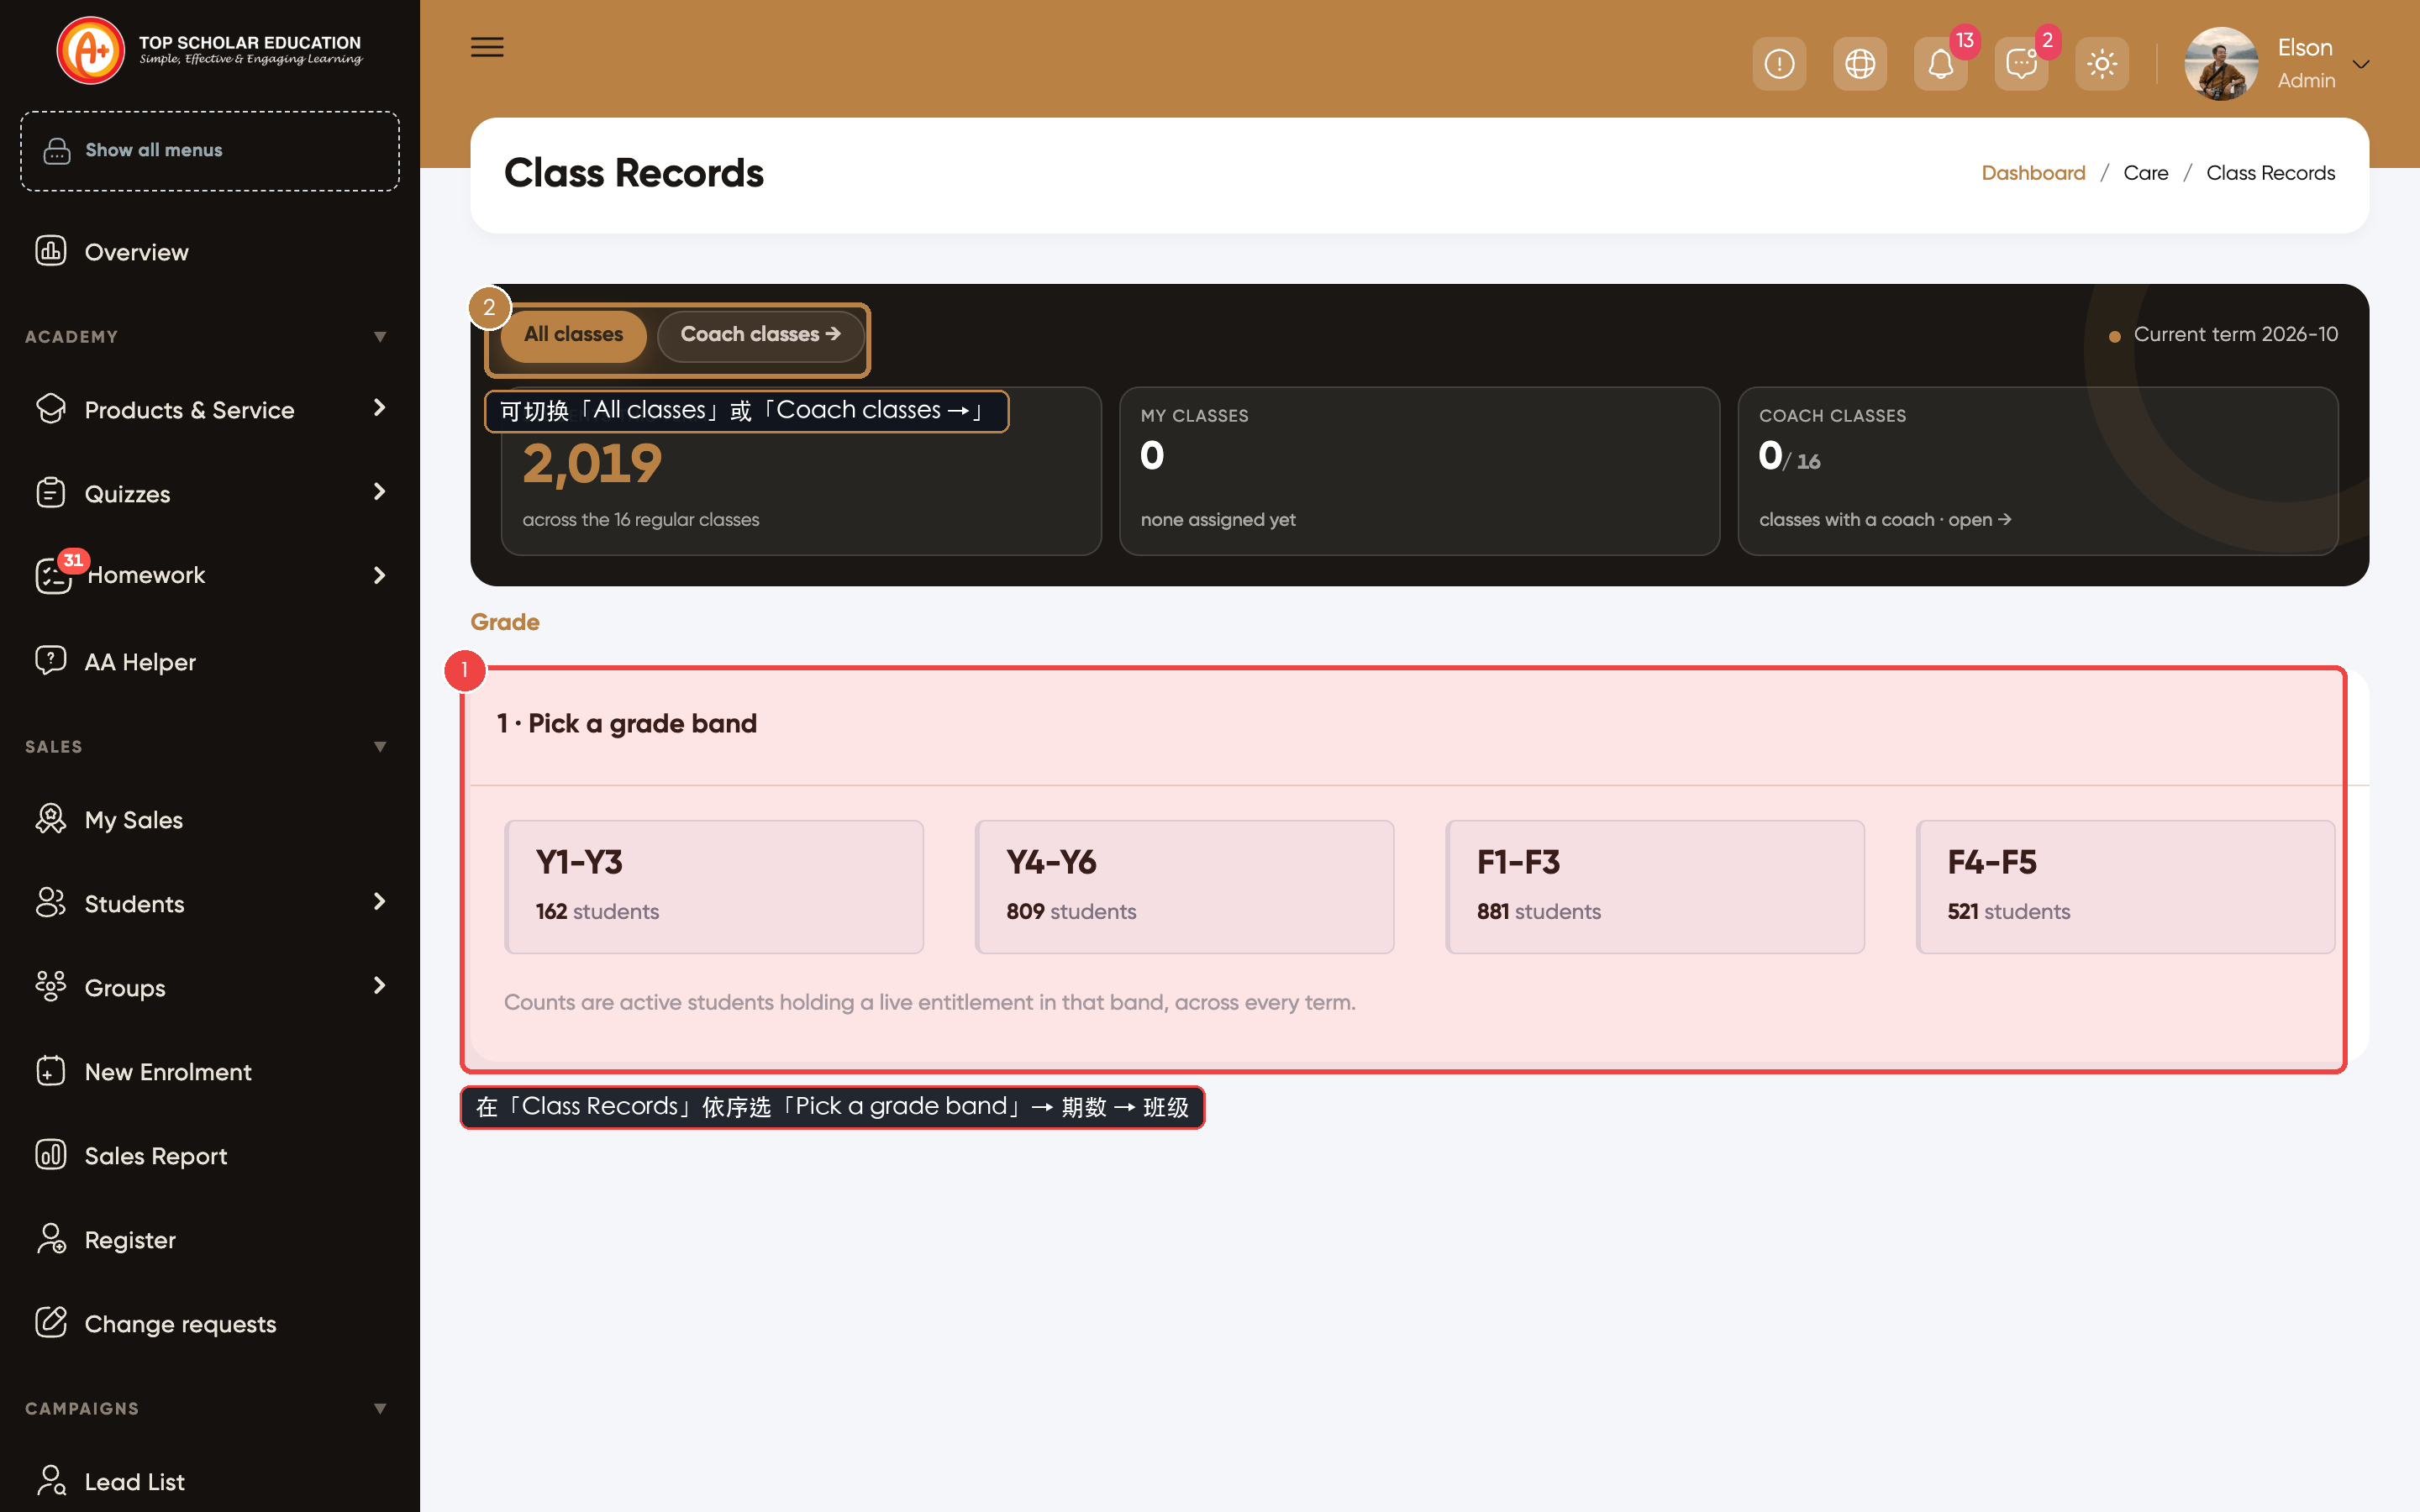 A+ TOP SCHOLAR EDUCATION
Simple, Effective & Engaging Learning
Show all menus
Overview
ACADEMY
Products & Service
Quizzes
31
Homework
AA Helper
SALES
My Sales
Students
Groups
New Enrolment
Sales Report
Register
Change requests
CAMPAIGNS
Lead List
13
2
Elson
Admin
Class Records
Dashboard / Care / Class Records
2
All classes
Coach classes →
Current term 2026-10
可切换「All classes」或「Coach classes →」
2,019
across the 16 regular classes
MY CLASSES
0
none assigned yet
COACH CLASSES
0 / 16
classes with a coach · open →
Grade
1
1 · Pick a grade band
Y1-Y3
162 students
Y4-Y6
809 students
F1-F3
881 students
F4-F5
521 students
Counts are active students holding a live entitlement in that band, across every term.
在「Class Records」依序选「Pick a grade band」→ 期数 → 班级